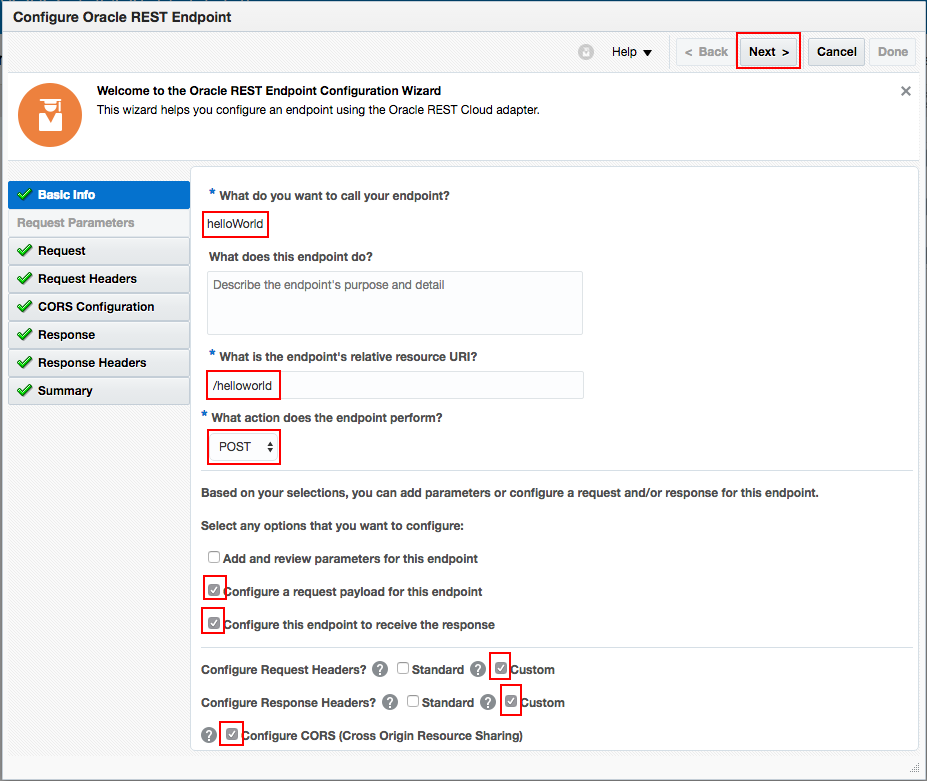 Configure Oracle REST Endpoint
Help
< Back
Next >
Cancel
Done
Welcome to the Oracle REST Endpoint Configuration Wizard
This wizard helps you configure an endpoint using the Oracle REST Cloud adapter.
Basic Info
Request Parameters
Request
Request Headers
CORS Configuration
Response
Response Headers
Summary
* What do you want to call your endpoint?
helloWorld
What does this endpoint do?
Describe the endpoint's purpose and detail
* What is the endpoint's relative resource URI?
/helloworld
* What action does the endpoint perform?
POST
Based on your selections, you can add parameters or configure a request and/or response for this endpoint.
Select any options that you want to configure:
Add and review parameters for this endpoint
Configure a request payload for this endpoint
Configure this endpoint to receive the response
Configure Request Headers? ? Standard ? Custom
Configure Response Headers? ? Standard ? Custom
? Configure CORS (Cross Origin Resource Sharing)